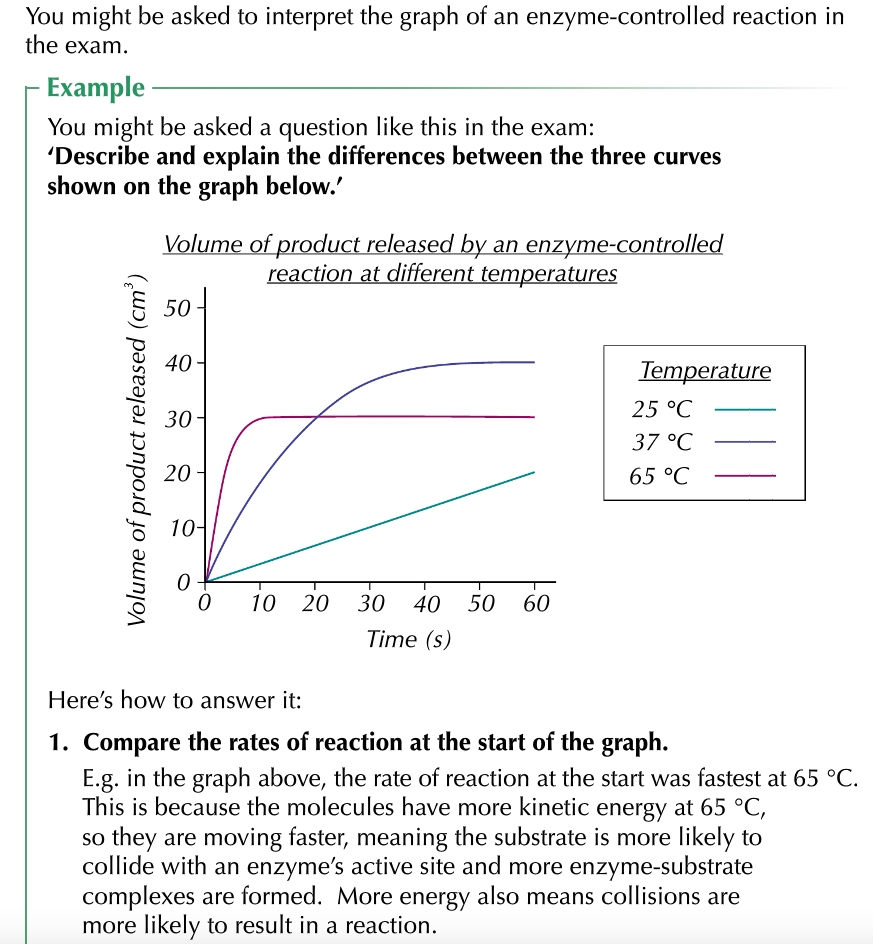 You might be asked to interpret the graph of an enzyme-controlled reaction in
the exam.
Example
You might be asked a question like this in the exam:
‘Describe and explain the differences between the three curves
shown on the graph below.’
Volume of product released by an enzyme-controlled
reaction at different temperatures
Volume of product released (cm³)
50
40
30
20
10
0
0 10 20 30 40 50 60
Time (s)
Temperature
25 °C
37 °C
65 °C
Here’s how to answer it:
1. Compare the rates of reaction at the start of the graph.
E.g. in the graph above, the rate of reaction at the start was fastest at 65 °C.
This is because the molecules have more kinetic energy at 65 °C,
so they are moving faster, meaning the substrate is more likely to
collide with an enzyme’s active site and more enzyme-substrate
complexes are formed. More energy also means collisions are
more likely to result in a reaction.